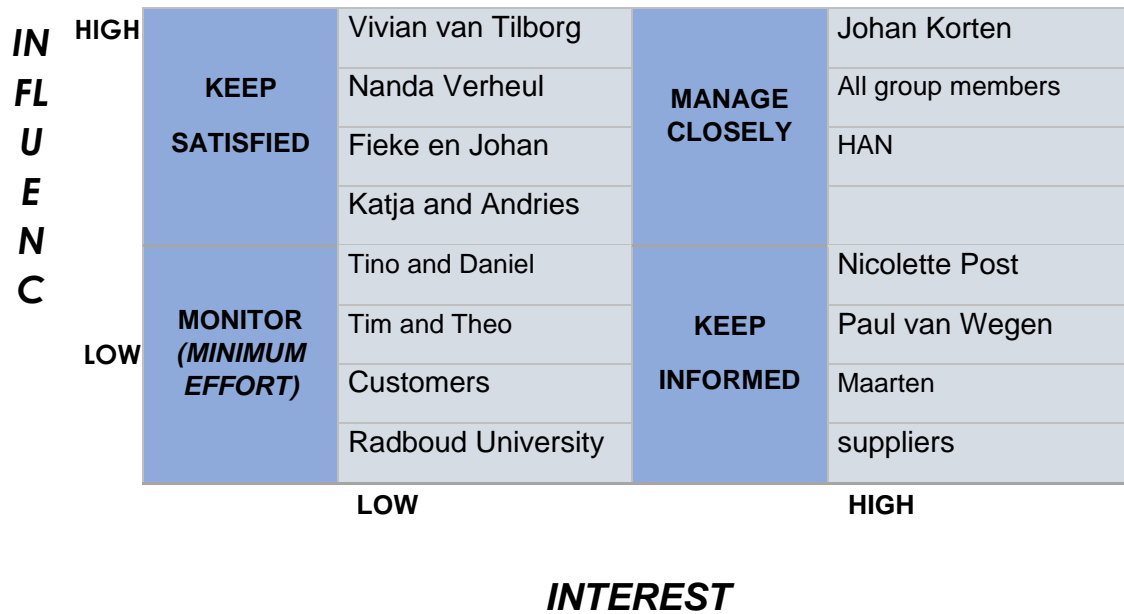 IN
FL
U
E
N
C
HIGH
KEEP
SATISFIED
Vivian van Tilborg
Nanda Verheul
Fieke en Johan
Katja and Andries
MANAGE
CLOSELY
Johan Korten
All group members
HAN
LOW
MONITOR
(MINIMUM
EFFORT)
Tino and Daniel
Tim and Theo
Customers
Radboud University
KEEP
INFORMED
Nicolette Post
Paul van Wegen
Maarten
suppliers
LOW
HIGH
INTEREST